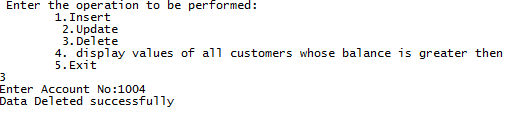 Enter the operation to be performed:
1.Insert
2.Update
3.Delete
4. display values of all customers whose balance is greater then
5.Exit
3
Enter Account No:1004
Data Deleted successfully